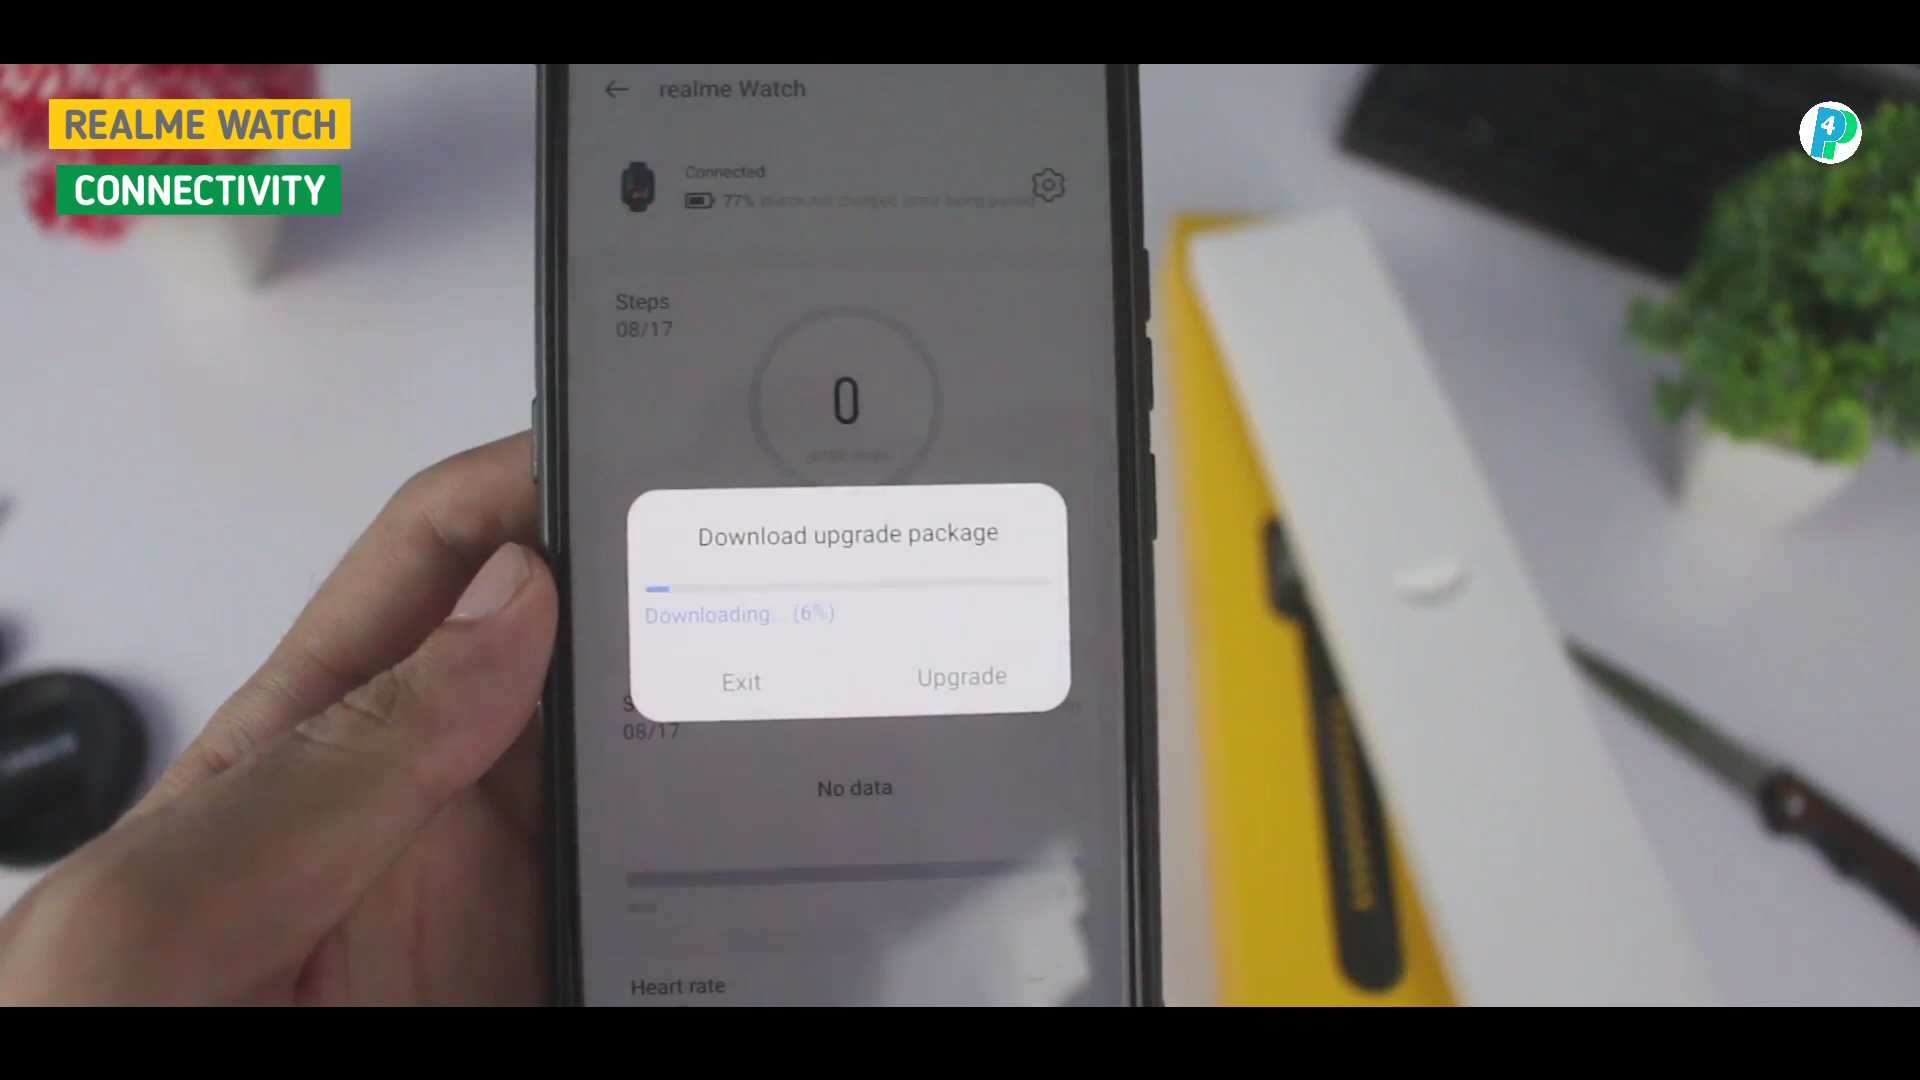 REALME WATCH
CONNECTIVITY
4
realme Watch
Connected
77%
Steps
08/17
0
Download upgrade package
Downloading... (6%)
Exit
Upgrade
08/17
No data
Heart rate